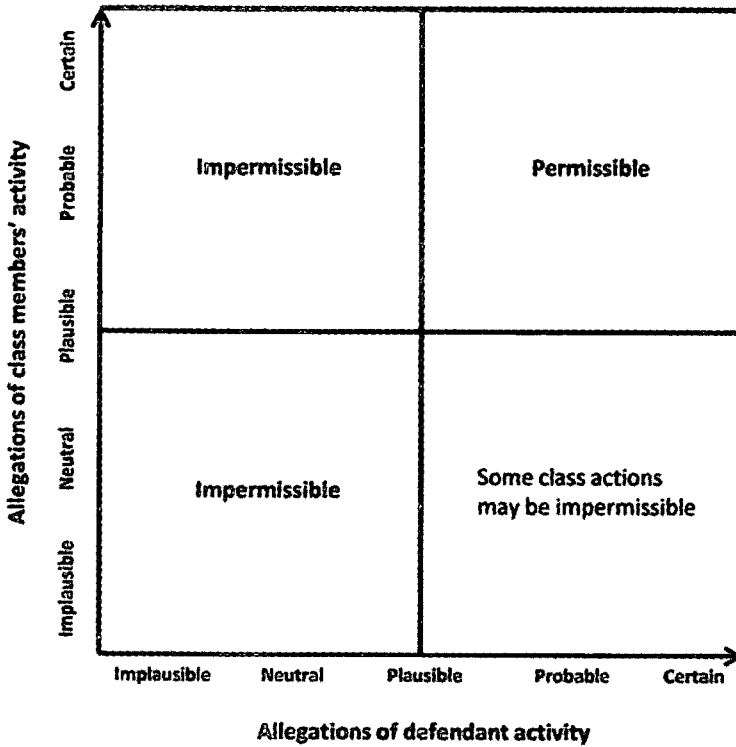 Allegations of class members' activity
Certain
Probable
Plausible
Neutral
Implausible
Impermissible
Permissible
Impermissible
Some class actions
may be impermissible
Implausible
Neutral
Plausible
Probable
Certain
Allegations of defendant activity